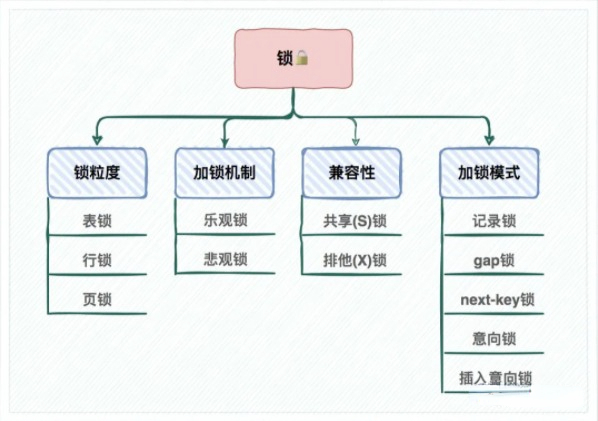 锁🔒
锁粒度
加锁机制
兼容性
加锁模式
表锁
乐观锁
共享(S)锁
记录锁
行锁
悲观锁
排他(X)锁
gap锁
页锁
next-key锁
意向锁
插入意向锁